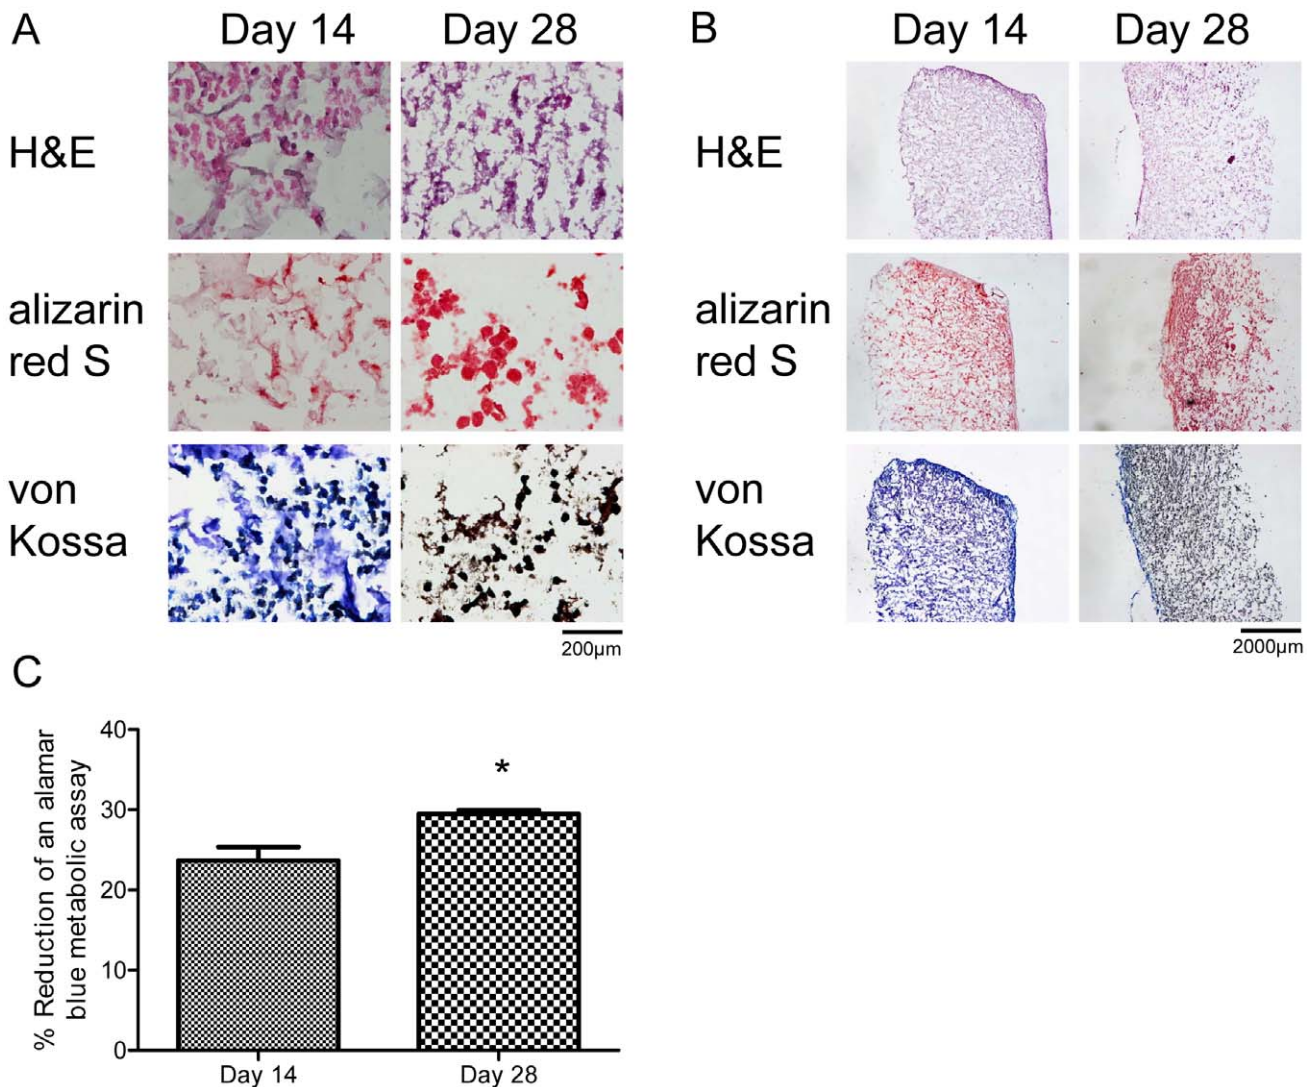 A
Day 14
Day 28
H&E
alizarin
red S
von
Kossa
200µm
B
Day 14
Day 28
H&E
alizarin
red S
von
Kossa
2000µm
C
% Reduction of an alamar
blue metabolic assay
40
30
20
10
0
*
Day 14
Day 28